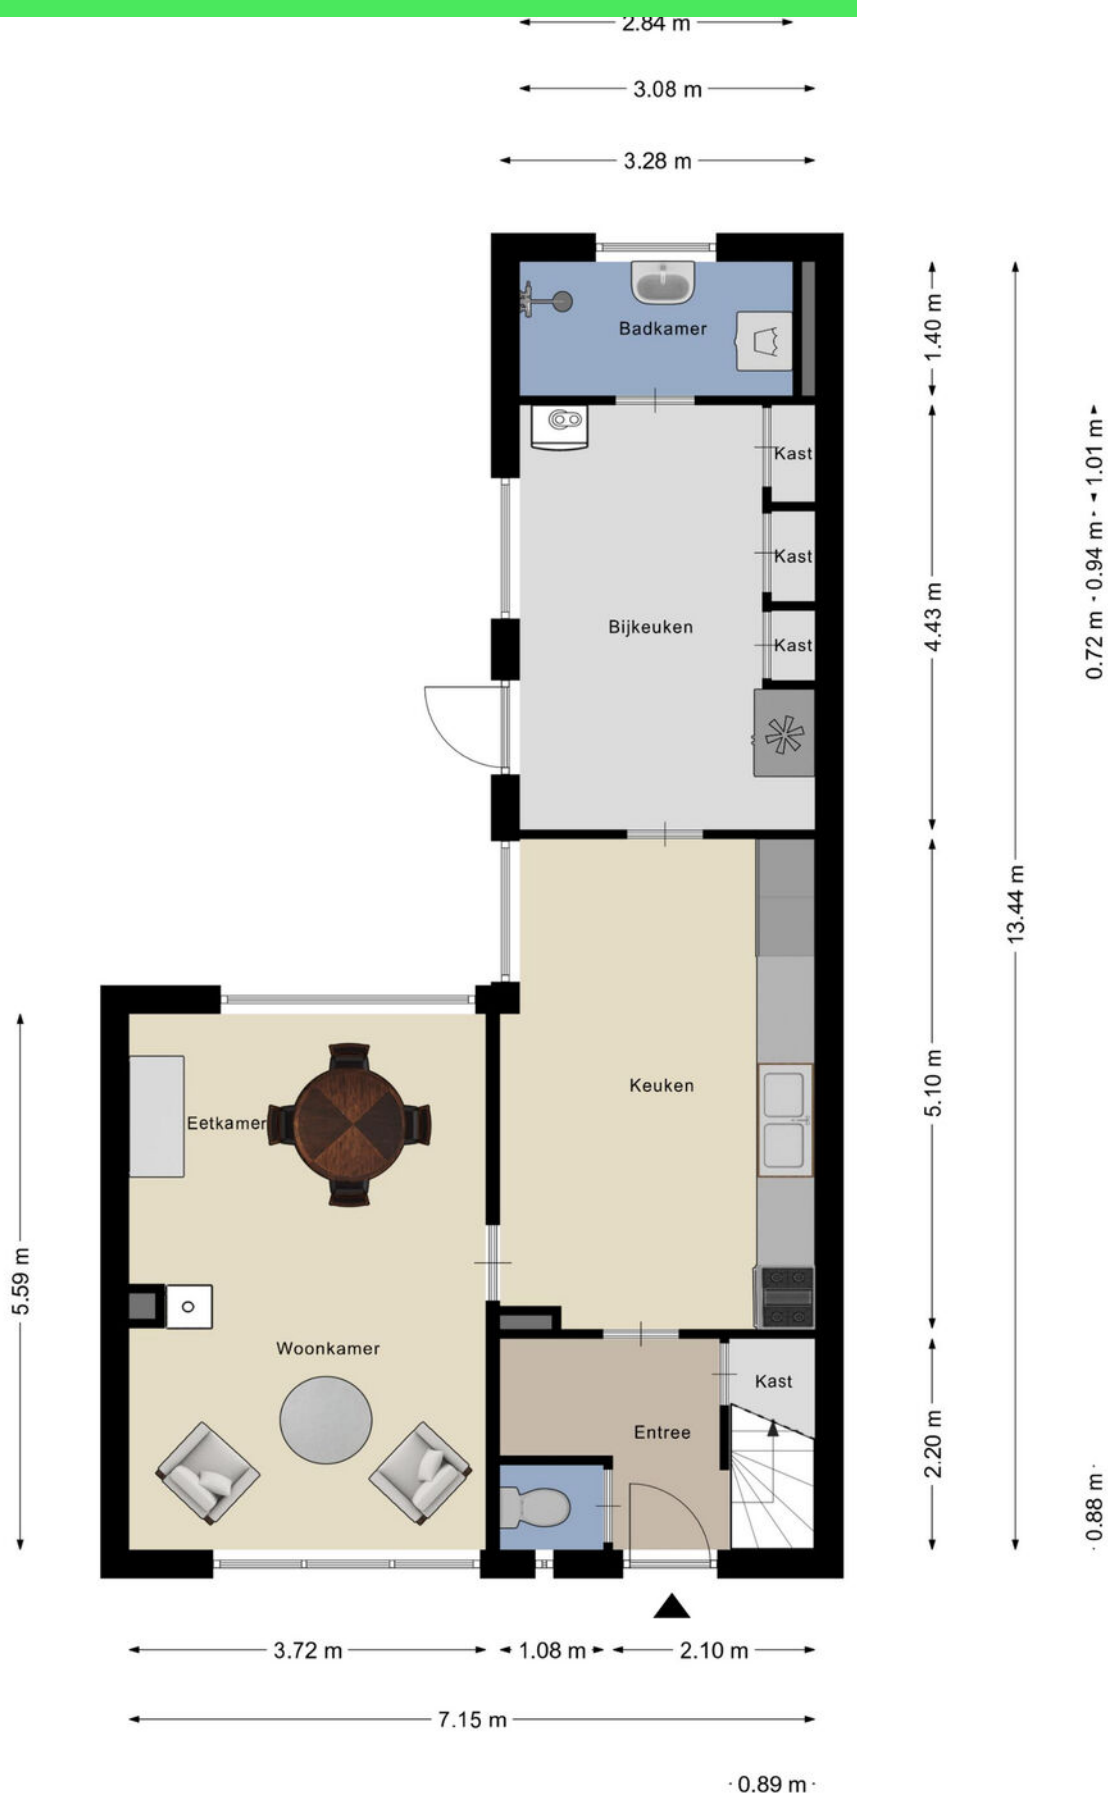 2.84 m
3.08 m
3.28 m
Badkamer
1.40 m
Kast
1.01 m
Kast
0.94 m
4.43 m
Bijkeuken
Kast
0.72 m
13.44 m
Keuken
5.10 m
Eetkamer
5.59 m
Woonkamer
Kast
Entree
2.20 m
0.88 m
3.72 m
1.08 m
2.10 m
7.15 m
0.89 m